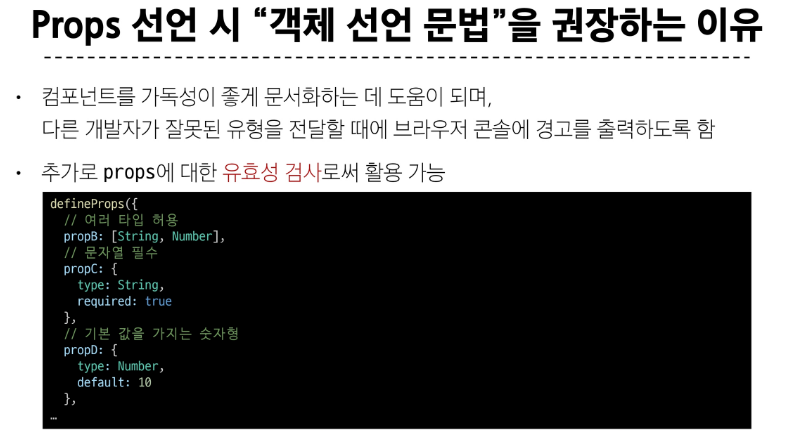 Props 선언 시 “객체 선언 문법”을 권장하는 이유
• 컴포넌트를 가독성이 좋게 문서화하는 데 도움이 되며,
다른 개발자가 잘못된 유형을 전달할 때에 브라우저 콘솔에 경고를 출력하도록 함
• 추가로 props에 대한 유효성 검사로써 활용 가능
defineProps({
  // 여러 타입 허용
  propB: [String, Number],
  // 문자열 필수
  propC: {
    type: String,
    required: true
  },
  // 기본 값을 가지는 숫자형
  propD: {
    type: Number,
    default: 10
  },
…